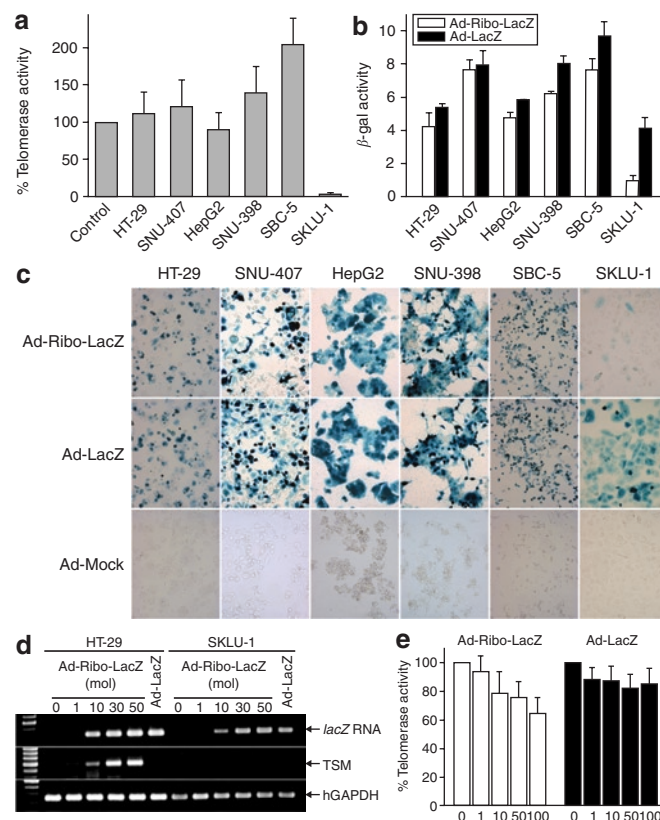 a
% Telomerase activity
200
150
100
50
0
Control
HT-29
SNU-407
HepG2
SNU-398
SBC-5
SKLU-1
b
Ad-Ribo-LacZ
Ad-LacZ
β-gal activity
10
8
6
4
2
0
HT-29
SNU-407
HepG2
SNU-398
SBC-5
SKLU-1
c
HT-29 SNU-407 HepG2 SNU-398 SBC-5 SKLU-1
Ad-Ribo-LacZ
Ad-LacZ
Ad-Mock
d
HT-29 SKLU-1
Ad-Ribo-LacZ (mol) Ad-LacZ Ad-Ribo-LacZ (mol) Ad-LacZ
0 1 10 30 50 0 1 10 30 50
lacZ RNA
TSM
hGAPDH
e
Ad-Ribo-LacZ Ad-LacZ
% Telomerase activity
100
80
60
40
20
0
0 1 10 50 100 0 1 10 50 100